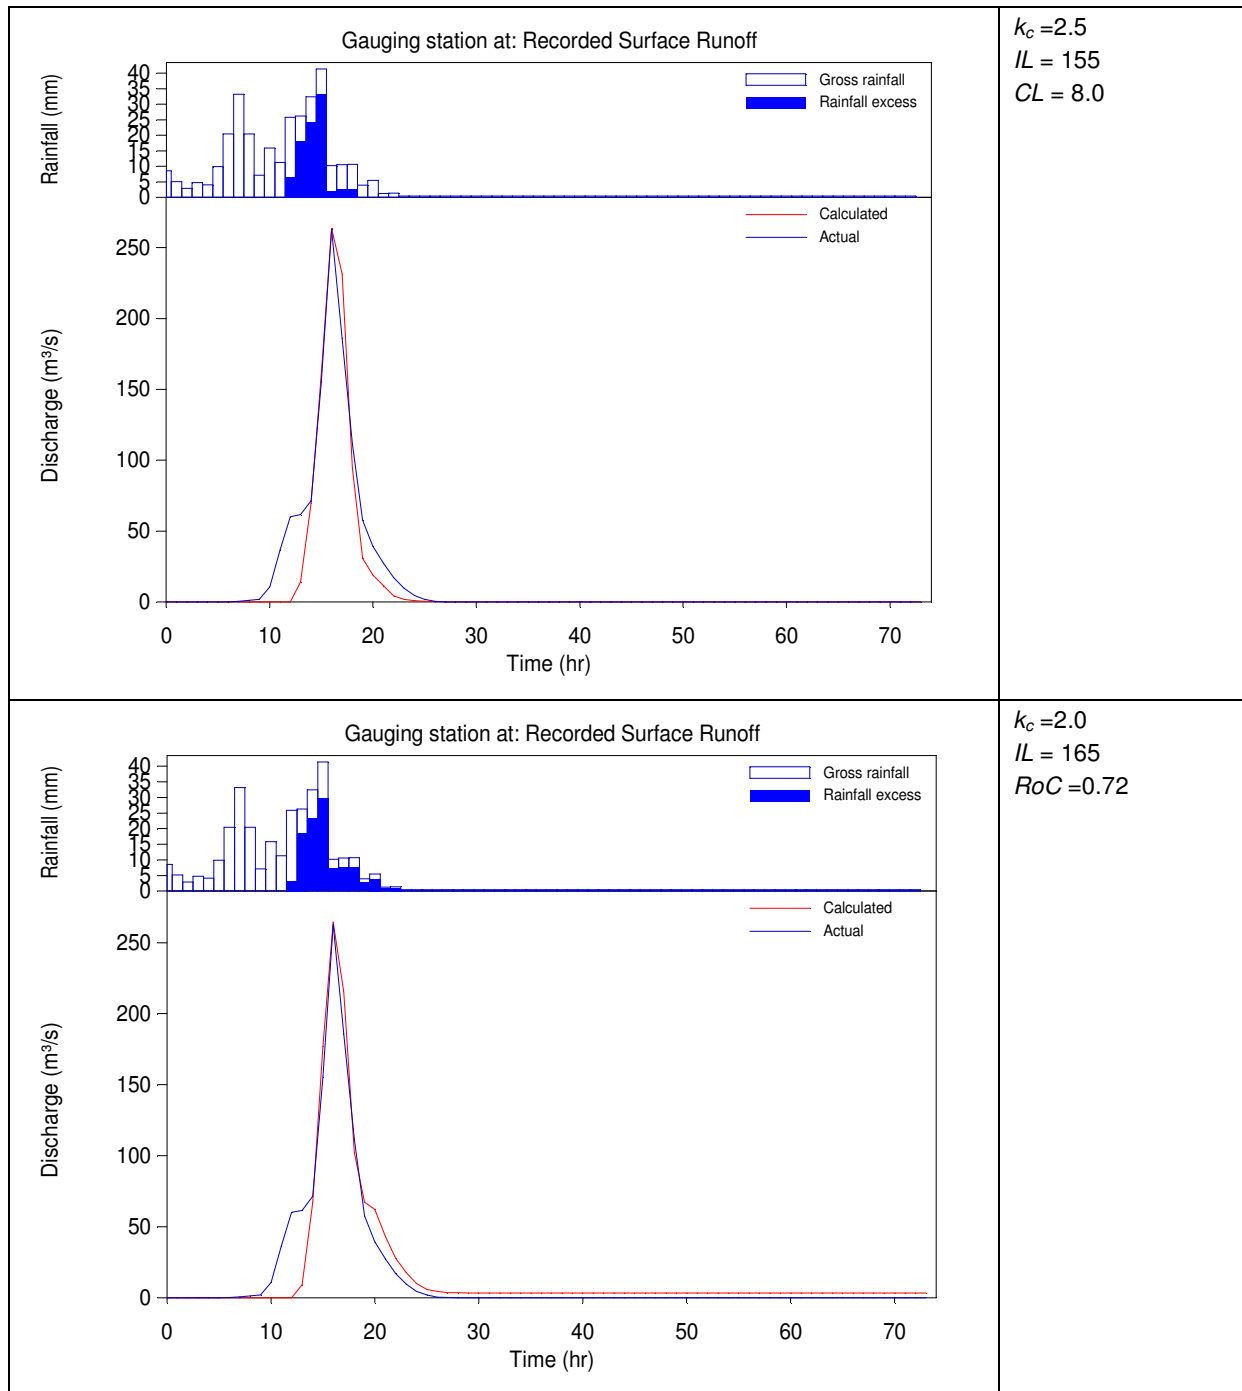 Gauging station at: Recorded Surface Runoff
Rainfall (mm)
40
35
30
25
20
15
10
5
0
Gross rainfall
Rainfall excess
Discharge (m³/s)
250
200
150
100
50
0
Calculated
Actual
0 10 20 30 40 50 60 70
Time (hr)
kc =2.5
IL = 155
CL = 8.0
Gauging station at: Recorded Surface Runoff
Rainfall (mm)
40
35
30
25
20
15
10
5
0
Gross rainfall
Rainfall excess
Discharge (m³/s)
250
200
150
100
50
0
Calculated
Actual
0 10 20 30 40 50 60 70
Time (hr)
kc =2.0
IL = 165
RoC =0.72